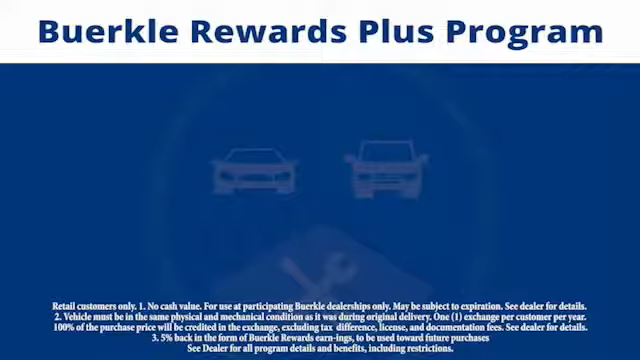 Buerkle Rewards Plus Program
Retail customers only. 1. No cash value. For use at participating Buerkle dealerships only. May be subject to expiration. See dealer for details.
2. Vehicle must be in the same physical and mechanical condition as it was during original delivery. One (1) exchange per customer per year.
100% of the purchase price will be credited in the exchange, excluding tax difference, license, and documentation fees. See dealer for details.
3. 5% back in the form of Buerkle Rewards earn-ings, to be used toward future purchases
See Dealer for all program details and benefits, including restrictions.